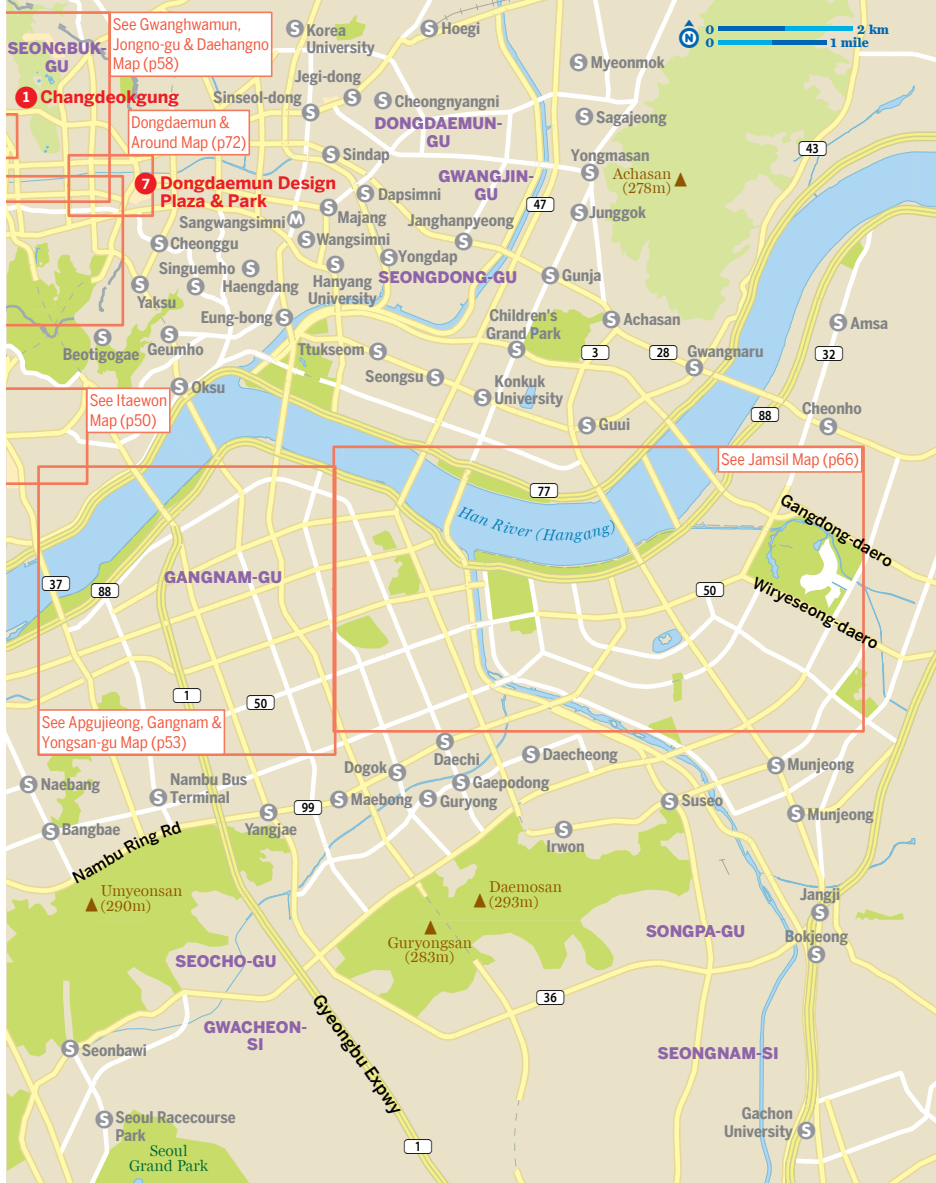 See Gwanghwamun,
Jongno-gu & Daehangno
Map (p58)
SEONGBUK-
GU
1 Changdeokgung
Korea
University
Hoegi
N
0 2 km
0 1 mile
Myeonmok
Jegi-dong
Sinseol-dong
Cheongnyangni
DONGDAEMUN-
GU
Sagajeong
Dongdaemun &
Around Map (p72)
Sindap
43
Yongmasan
Achasan
(278m)
GWANGJIN-
GU
7 Dongdaemun Design
Plaza & Park
Dapsimni
47
Majang
Janghanpyeong
Junggok
Sangwangsimni
M
Wangsimni
Cheonggu
Yongdap
Singuemho
Haengdang
Hanyang
University
SEONGDONG-GU
Gunja
Yaksu
Eung-bong
Children's
Grand Park
Achasan
Amsa
Beotigogae
Geumho
Ttukseom
3
28
Gwangnaru
32
Seongsu
Oksu
Konkuk
University
See Itaewon
Map (p50)
88
Cheonho
Guui
See Jamsil Map (p66)
77
Gangdong-daero
Han River (Hangang)
37
88
GANGNAM-GU
50
Wiryeseong-daero
1
50
See Apgujieong, Gangnam &
Yongsan-gu Map (p53)
Daechi
Daecheong
Dogok
Munjeong
Naebang
Nambu Bus
Terminal
Gaepodong
99
Maebong
Guryong
Suseo
Munjeong
Bangbae
Yangjae
Irwon
Nambu Ring Rd
Umyeonsan
(290m)
Daemosan
(293m)
Jangji
Guryongsan
(283m)
SONGPA-GU
Bokjeong
SEOCHO-GU
36
Gyeongbu Expwy
GWACHEON-
SI
Seonbawi
SEONGNAM-SI
Seoul Racecourse
Park
Gachon
University
Seoul
Grand Park
1